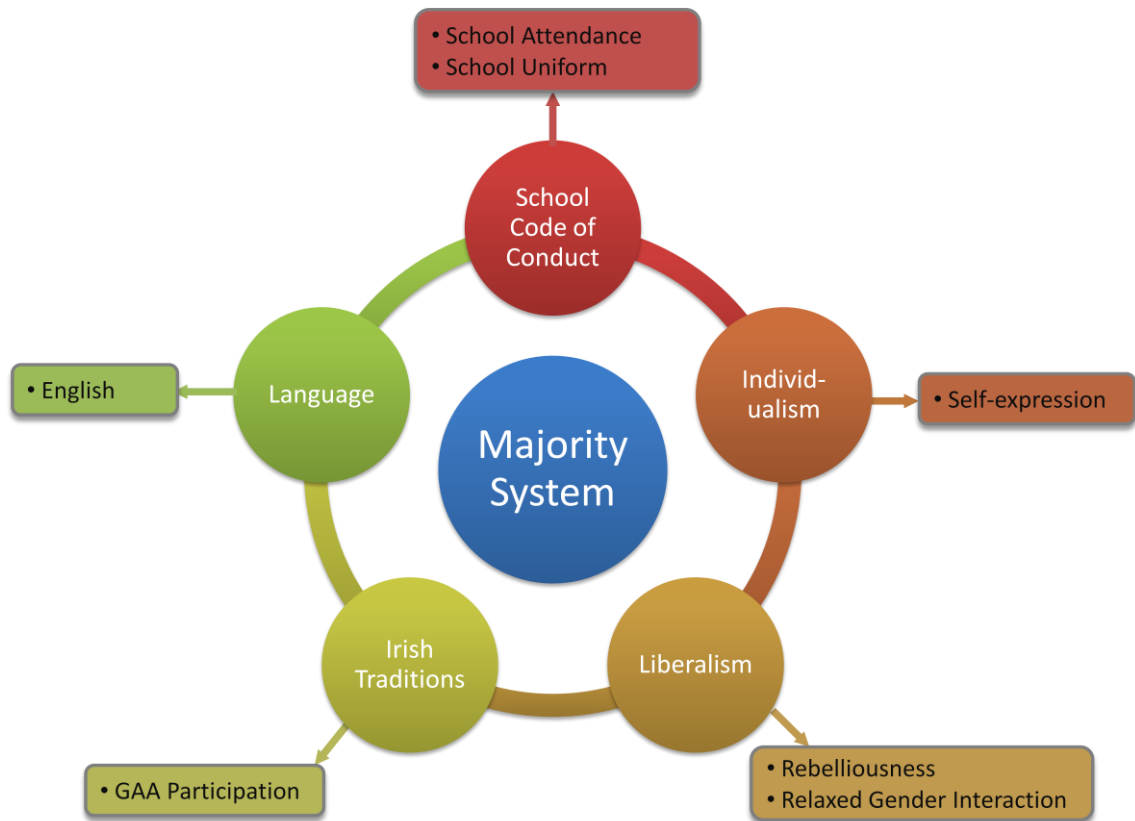 • School Attendance
• School Uniform
School
Code of
Conduct
Individ-
ualism
• Self-expression
Language
• English
Majority
System
Irish
Traditions
• GAA Participation
Liberalism
• Rebelliousness
• Relaxed Gender Interaction